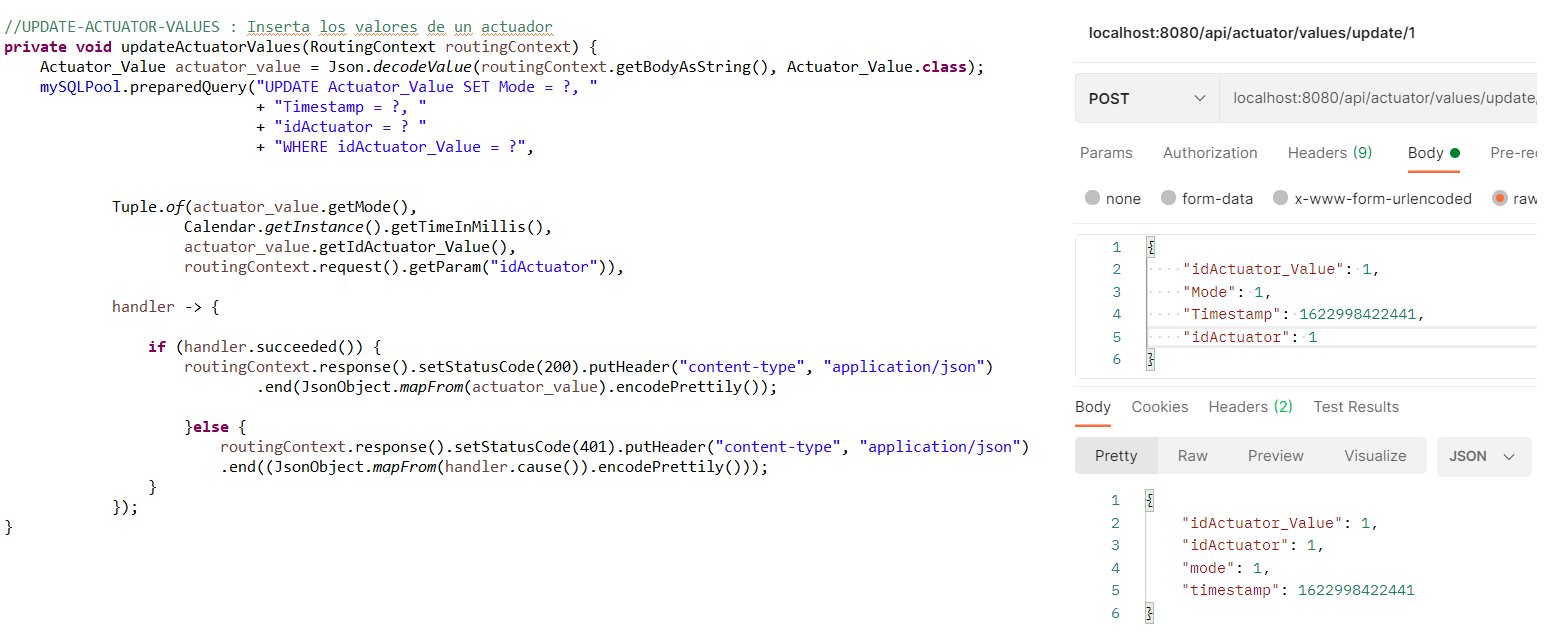 //UPDATE-ACTUATOR-VALUES : Inserta los valores de un actuador
private void updateActuatorValues(RoutingContext routingContext) {
Actuator_Value actuator_value = Json.decodeValue(routingContext.getBodyAsString(), Actuator_Value.class);
mySQLPool.preparedQuery("UPDATE Actuator_Value SET Mode = ?, "
+ "Timestamp = ?, "
+ "idActuator = ? "
+ "WHERE idActuator_Value = ?",
Tuple.of(actuator_value.getMode(),
Calendar.getInstance().getTimeInMillis(),
actuator_value.getIdActuator_Value(),
routingContext.request().getParam("idActuator")),
handler -> {
if (handler.succeeded()) {
routingContext.response().setStatusCode(200).putHeader("content-type", "application/json")
.end(JsonObject.mapFrom(actuator_value).encodePrettily());
}else {
routingContext.response().setStatusCode(401).putHeader("content-type", "application/json")
.end((JsonObject.mapFrom(handler.cause()).encodePrettily()));
}
});
}
localhost:8080/api/actuator/values/update/1
POST localhost:8080/api/actuator/values/update/
Params Authorization Headers (9) Body Pre-re
none form-data x-www-form-urlencoded raw
1 {
2 "idActuator_Value": 1,
3 "Mode": 1,
4 "Timestamp": 1622998422441,
5 "idActuator": 1
6 }
Body Cookies Headers (2) Test Results
Pretty Raw Preview Visualize JSON
1 {
2 "idActuator_Value": 1,
3 "idActuator": 1,
4 "mode": 1,
5 "timestamp": 1622998422441
6 }